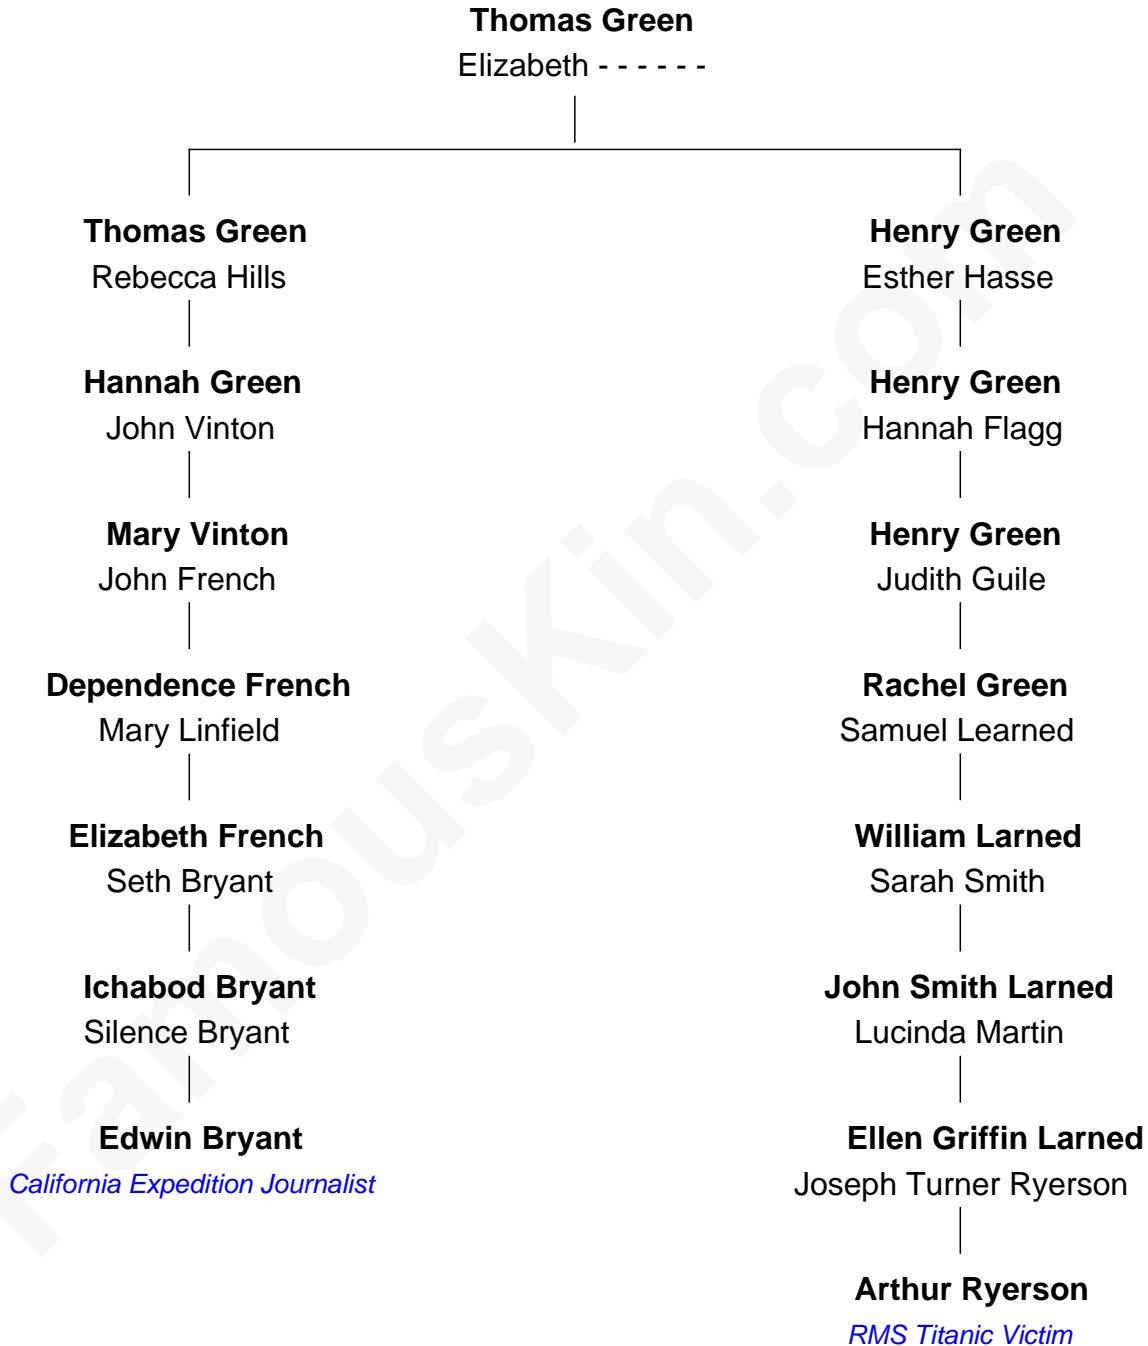 Thomas Green
Elizabeth - - - - - -
Thomas Green
Rebecca Hills
Henry Green
Esther Hasse
Hannah Green
John Vinton
Henry Green
Hannah Flagg
Mary Vinton
John French
Henry Green
Judith Guile
Dependence French
Mary Linfield
Rachel Green
Samuel Learned
Elizabeth French
Seth Bryant
William Larned
Sarah Smith
Ichabod Bryant
Silence Bryant
John Smith Larned
Lucinda Martin
Edwin Bryant
California Expedition Journalist
Ellen Griffin Larned
Joseph Turner Ryerson
Arthur Ryerson
RMS Titanic Victim
FamousKin.com